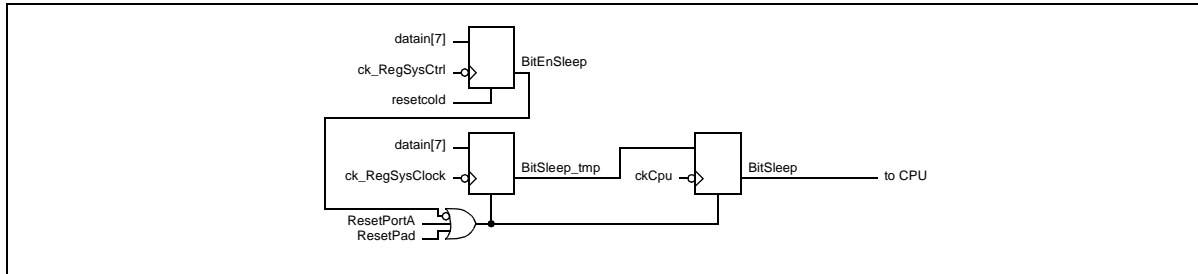 datain[7]
BitEnSleep
ck_RegSysCtrl
resetcold
datain[7]
BitSleep_tmp
BitSleep
ck_RegSysClock
ckCpu
to CPU
ResetPortA
ResetPad